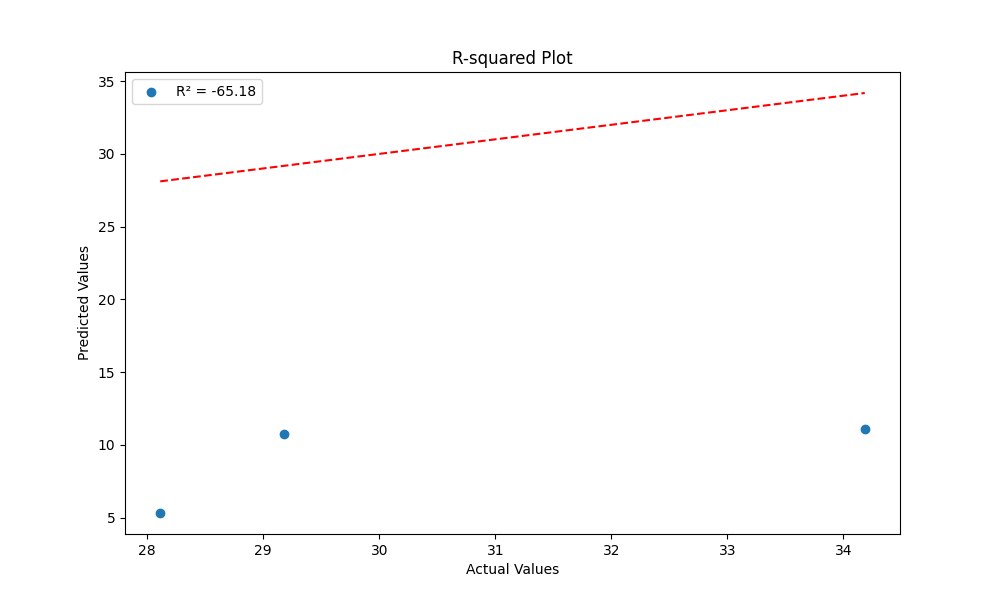 R-squared Plot
R² = -65.18
Predicted Values
35
30
25
20
15
10
5
28 29 30 31 32 33 34
Actual Values